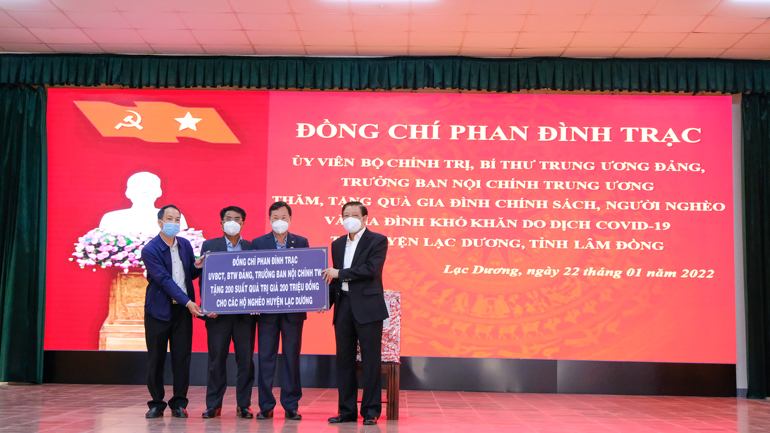 ĐỒNG CHÍ PHAN ĐÌNH TRẠC
ỦY VIÊN BỘ CHÍNH TRỊ, BÍ THƯ TRUNG ƯƠNG ĐẢNG,
TRƯỞNG BAN NỘI CHÍNH TRUNG ƯƠNG
THĂM, TẶNG QUÀ GIA ĐÌNH CHÍNH SÁCH, NGƯỜI NGHÈO
VÀ GIA ĐÌNH KHÓ KHĂN DO DỊCH COVID-19
HUYỆN LẠC DƯƠNG, TỈNH LÂM ĐỒNG
Lạc Dương, ngày 22 tháng 01 năm 2022
ĐỒNG CHÍ PHAN ĐÌNH TRẠC
UVBCT, BTW ĐẢNG, TRƯỞNG BAN NỘI CHÍNH TW
TẶNG 200 SUẤT QUÀ TRỊ GIÁ 200 TRIỆU ĐỒNG
CHO CÁC HỘ NGHÈO HUYỆN LẠC DƯƠNG